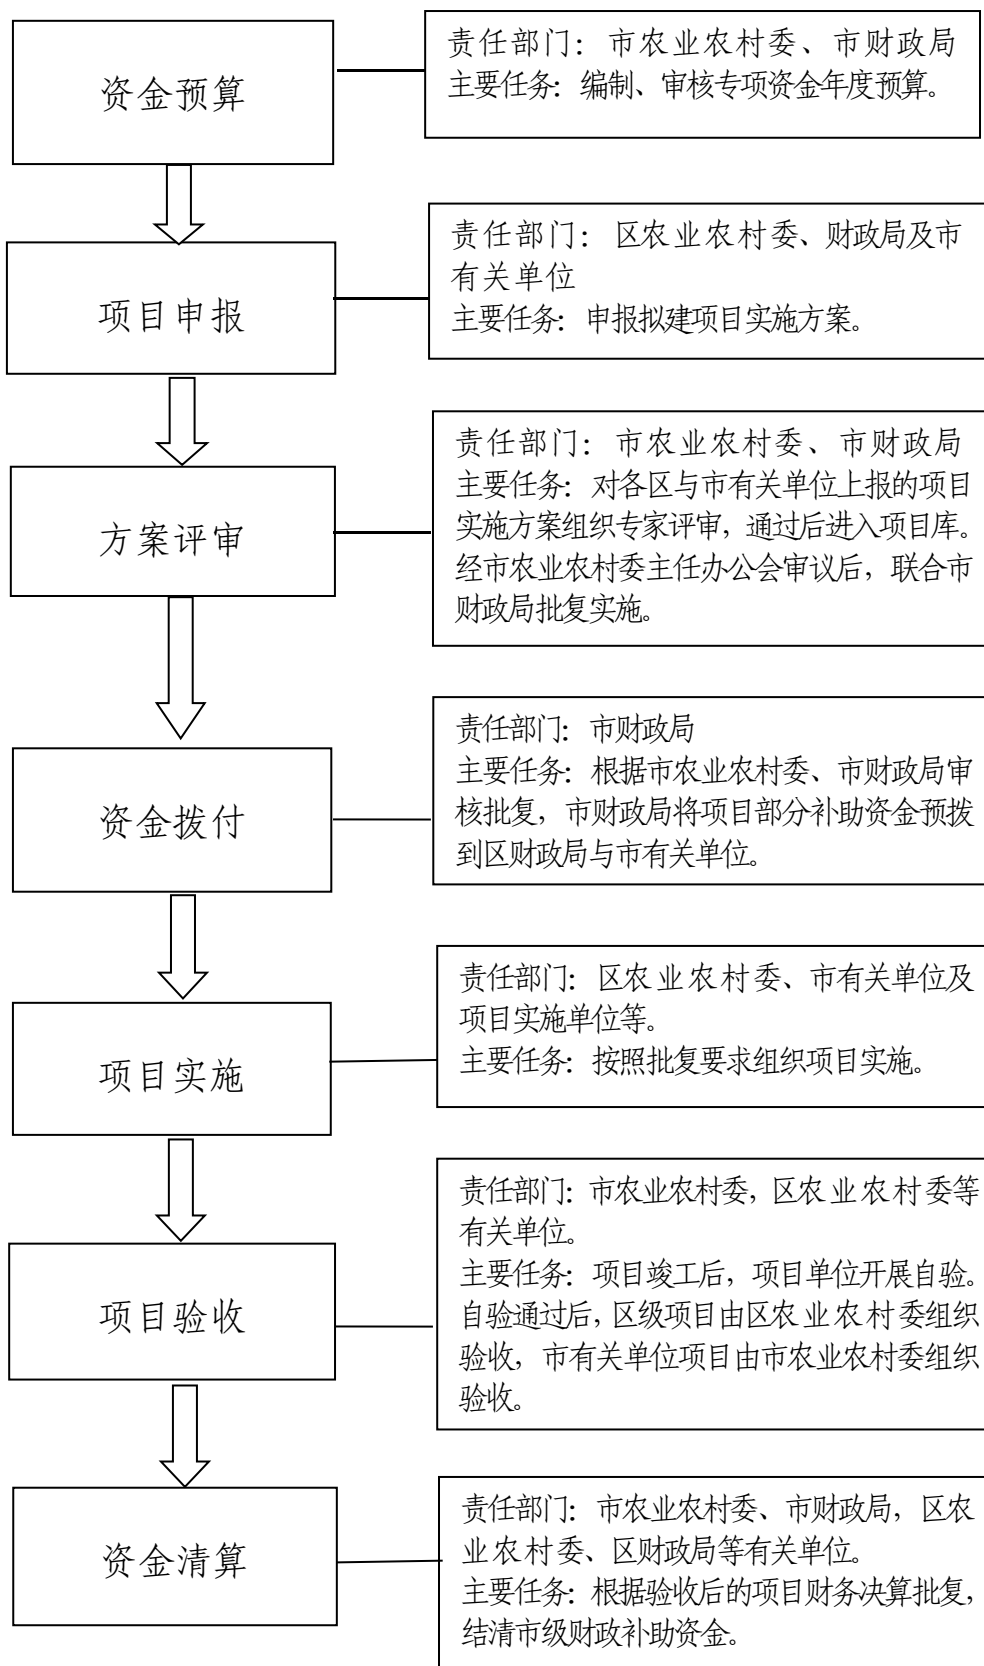 资金预算
责任部门：市农业农村委、市财政局
主要任务：编制、审核专项资金年度预算。
项目申报
责任部门：区农业农村委、财政局及市
有关单位
主要任务：申报拟建项目实施方案。
方案评审
责任部门：市农业农村委、市财政局
主要任务：对各区与市有关单位上报的项目
实施方案组织专家评审，通过后进入项目库。
经市农业农村委主任办公会审议后，联合市
财政局批复实施。
资金拨付
责任部门：市财政局
主要任务：根据市农业农村委、市财政局审
核批复，市财政局将项目部分补助资金预拨
到区财政局与市有关单位。
项目实施
责任部门：区农业农村委、市有关单位及
项目实施单位等。
主要任务：按照批复要求组织项目实施。
项目验收
责任部门：市农业农村委，区农业农村委等
有关单位。
主要任务：项目竣工后，项目单位开展自验。
自验通过后，区级项目由区农业农村委组织
验收，市有关单位项目由市农业农村委组织
验收。
资金清算
责任部门：市农业农村委、市财政局，区农
业农村委、区财政局等有关单位。
主要任务：根据验收后的项目财务决算批复，
结清市级财政补助资金。